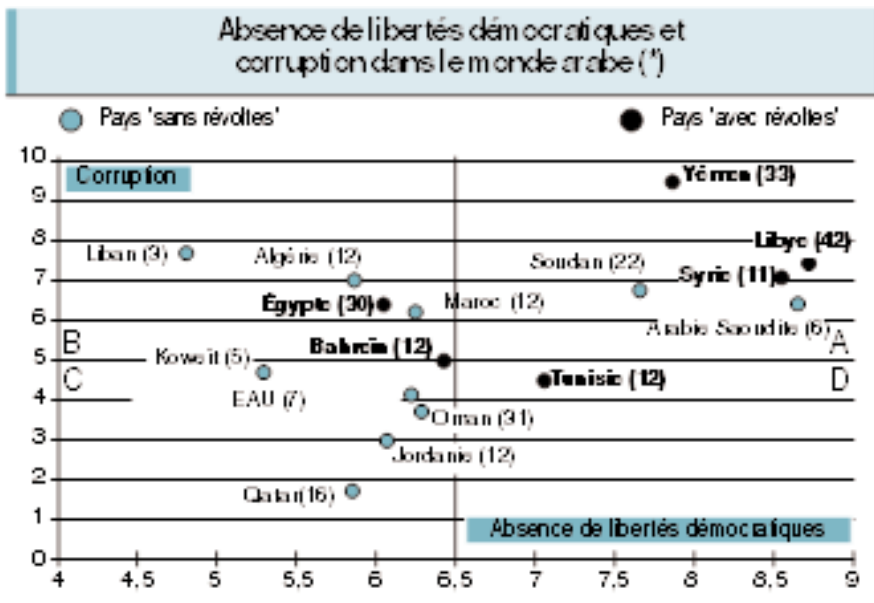 Absence de libertés démocratiques et
corruption dans le monde arabe (*)
Pays 'sans révoltes'
Pays 'avec révoltes'
10
Corruption
Yémen (33)
9
8
Libye (42)
Liban (9)
Algérie (12)
Soudan (22)
Syrie (11)
7
Égypte (30)
Maroc (12)
6
Arabie Saoudite (6)
B
A
Bahreïn (12)
Koweït (5)
5
C
D
Tunisie (12)
EAU (7)
4
Oman (31)
3
Jordanie (12)
2
Qatar (16)
1
Absence de libertés démocratiques
0
4 4,5 5 5,5 6 6,5 7 7,5 8 8,5 9